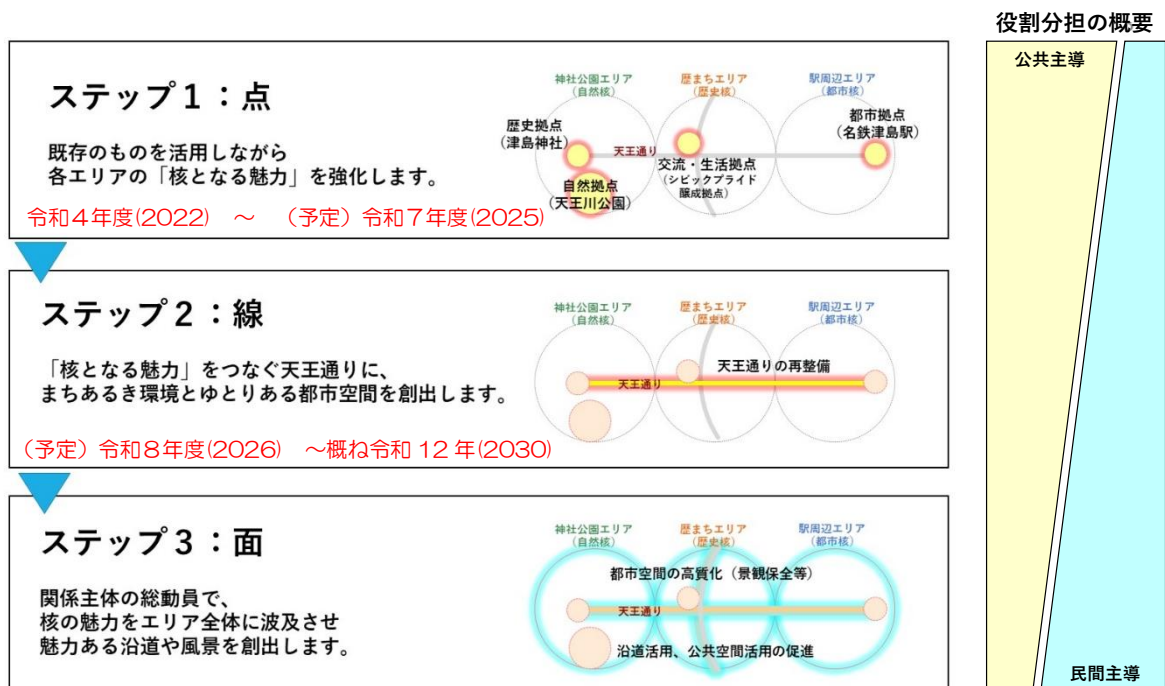 役割分担の概要
公共主導
民間主導
ステップ1:点
既存のものを活用しながら
各エリアの「核となる魅力」を強化します。
令和4年度(2022) ～ (予定)令和7年度(2025)
神社公園エリア
(自然核)
歴まちエリア
(歴史核)
駅周辺エリア
(都市核)
歴史拠点
(津島神社)
天王通り
都市拠点
(名鉄津島駅)
交流・生活拠点
(シビックプライド
醸成拠点)
自然拠点
(天王川公園)
ステップ2:線
「核となる魅力」をつなぐ天王通りに、
まちあるき環境とゆとりある都市空間を創出します。
(予定)令和8年度(2026) ～概ね令和12年(2030)
神社公園エリア
(自然核)
歴まちエリア
(歴史核)
駅周辺エリア
(都市核)
天王通りの再整備
天王通り
ステップ3:面
関係主体の総動員で、
核の魅力をエリア全体に波及させ
魅力ある沿道や風景を創出します。
神社公園エリア
(自然核)
歴まちエリア
(歴史核)
駅周辺エリア
(都市核)
都市空間の高質化(景観保全等)
天王通り
沿道活用、公共空間活用の促進